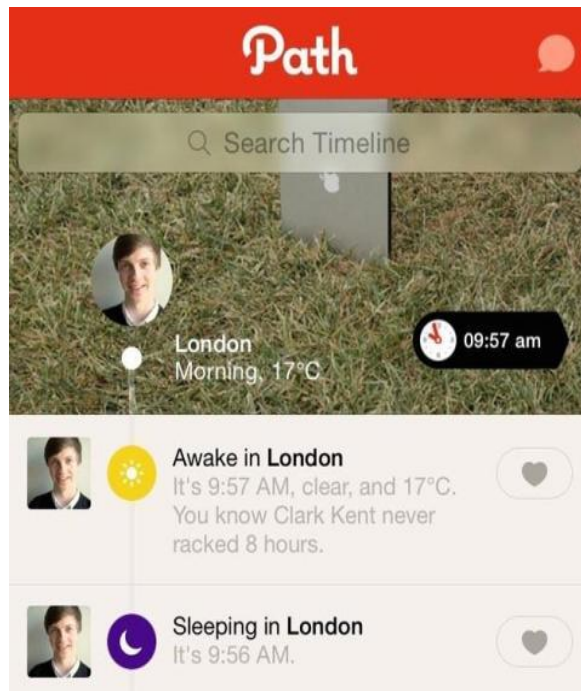 Path
Search Timeline
London
Morning, 17°C
09:57 am
Awake in London
It's 9:57 AM, clear, and 17°C.
You know Clark Kent never
racked 8 hours.
Sleeping in London
It's 9:56 AM.